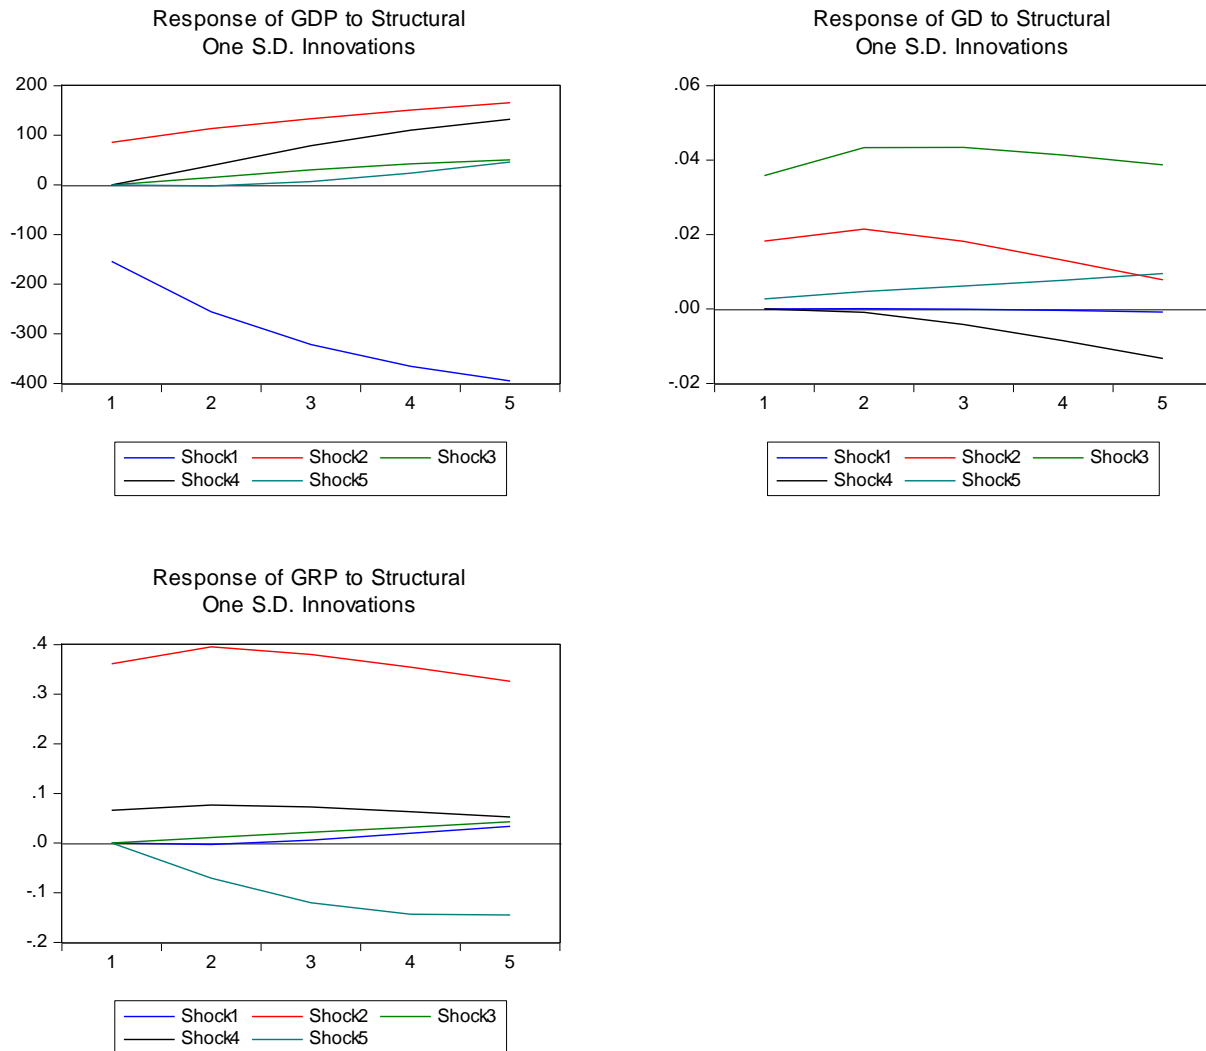 Response of GDP to Structural
One S.D. Innovations
200
100
0
-100
-200
-300
-400
1 2 3 4 5
Shock1 Shock2 Shock3
Shock4 Shock5
Response of GD to Structural
One S.D. Innovations
.06
.04
.02
.00
-.02
1 2 3 4 5
Shock1 Shock2 Shock3
Shock4 Shock5
Response of GRP to Structural
One S.D. Innovations
.4
.3
.2
.1
.0
-.1
-.2
1 2 3 4 5
Shock1 Shock2 Shock3
Shock4 Shock5